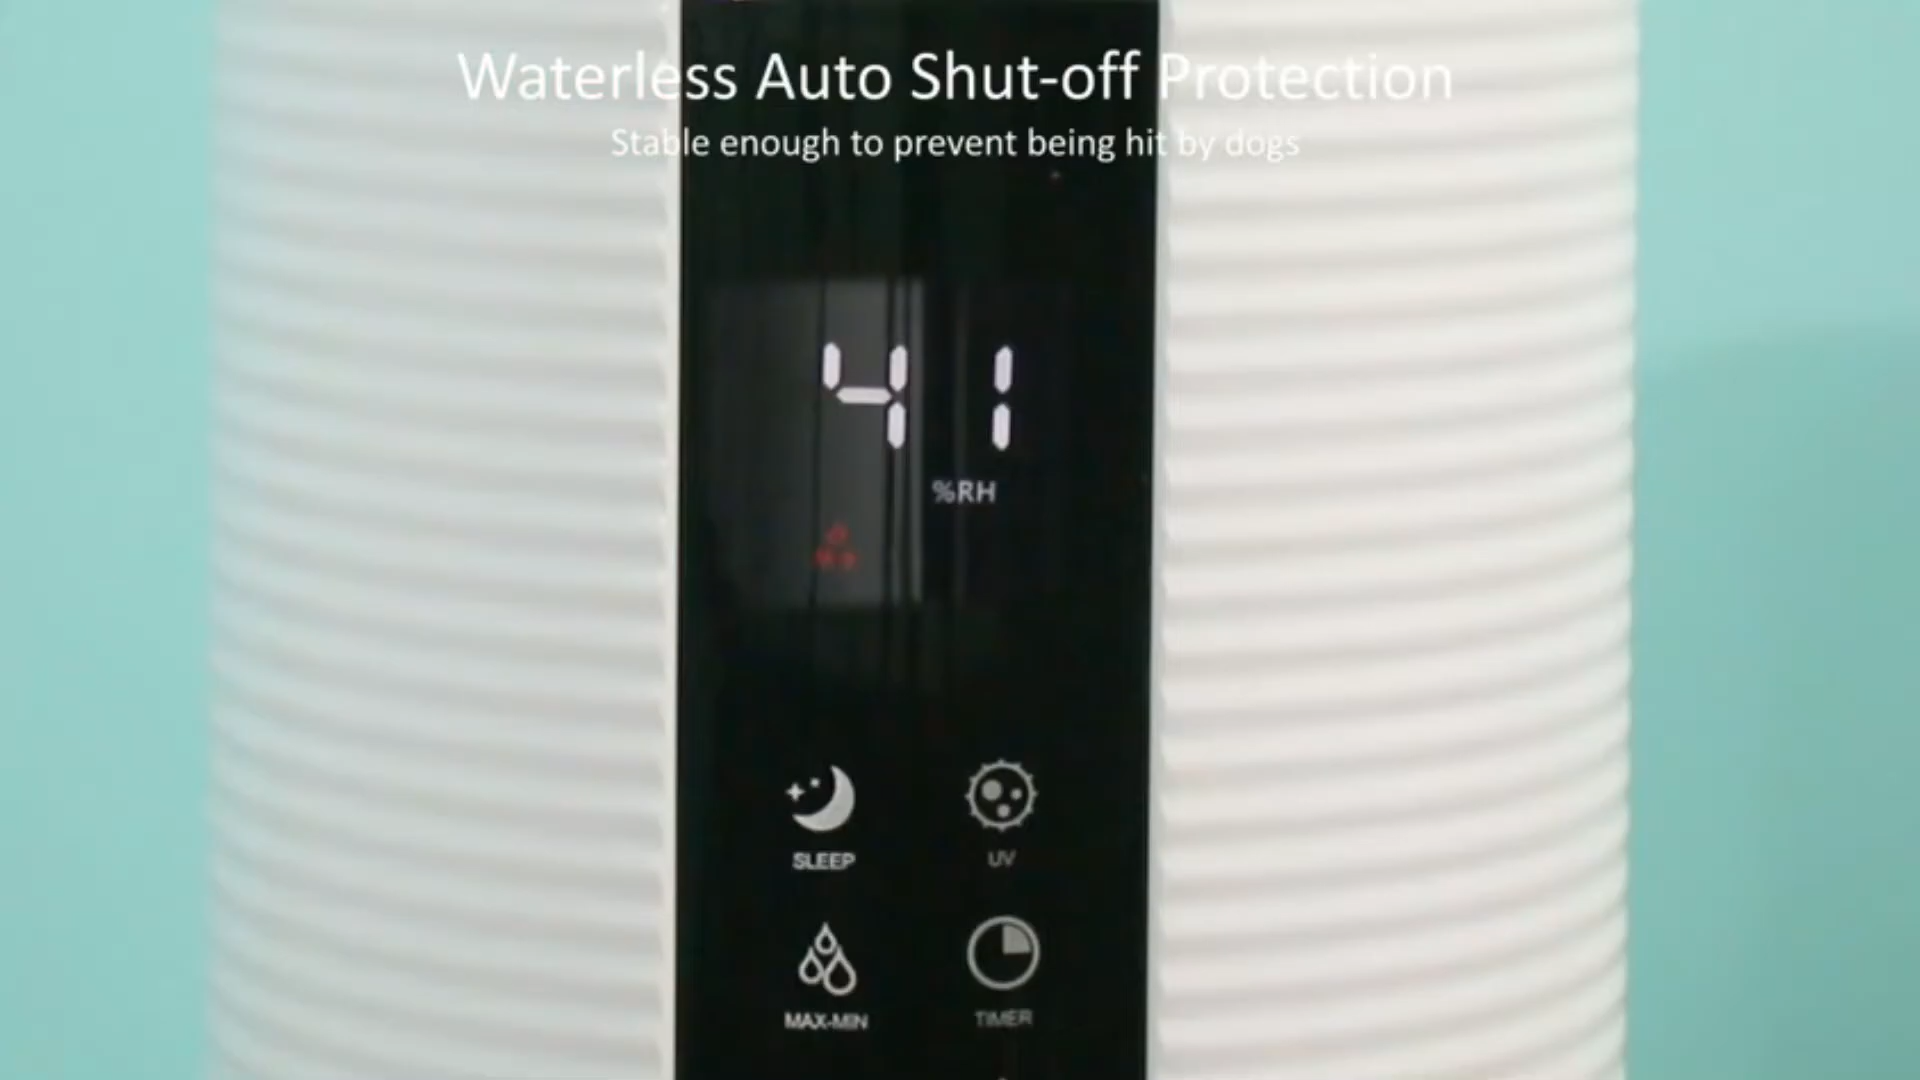 Waterless Auto Shut-off Protection
Stable enough to prevent being hit by dogs
41
%RH
SLEEP
UV
MAX-MIN
TIMER